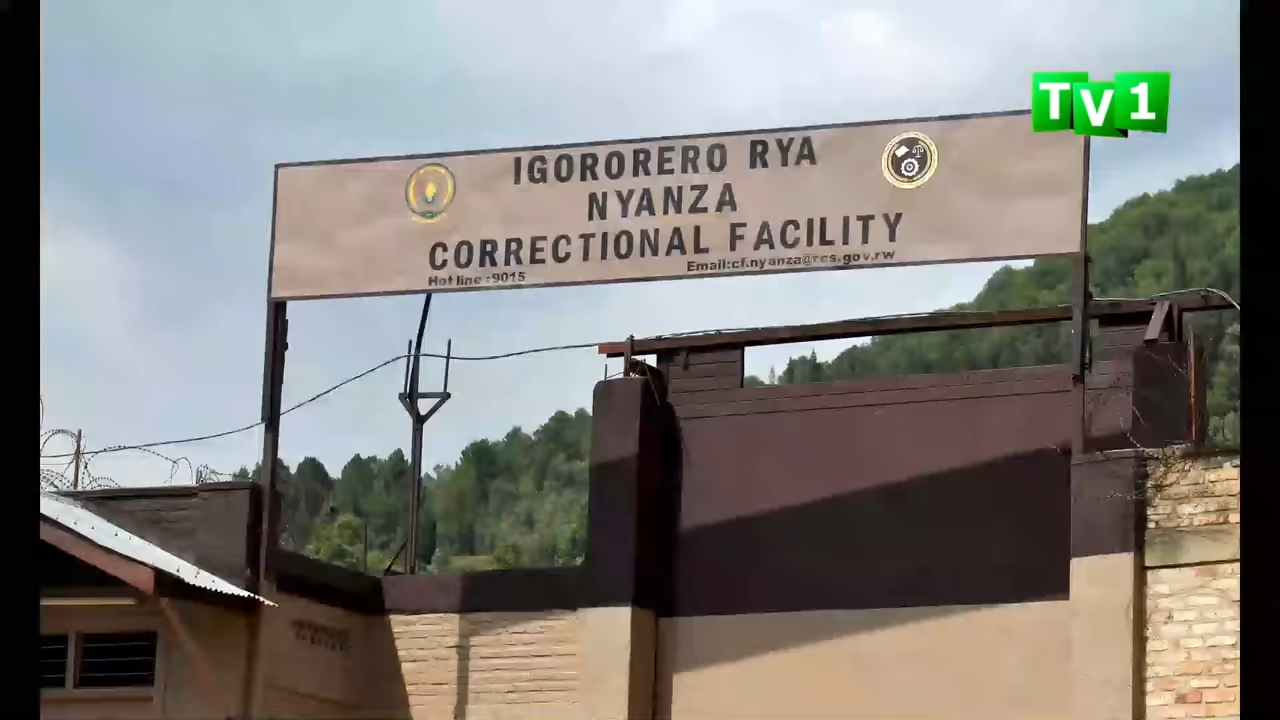 TV1
IGORORERO RYA
NYANZA
CORRECTIONAL FACILITY
Hot line :9015
Email:cf.nyanza@rcs.gov.rw